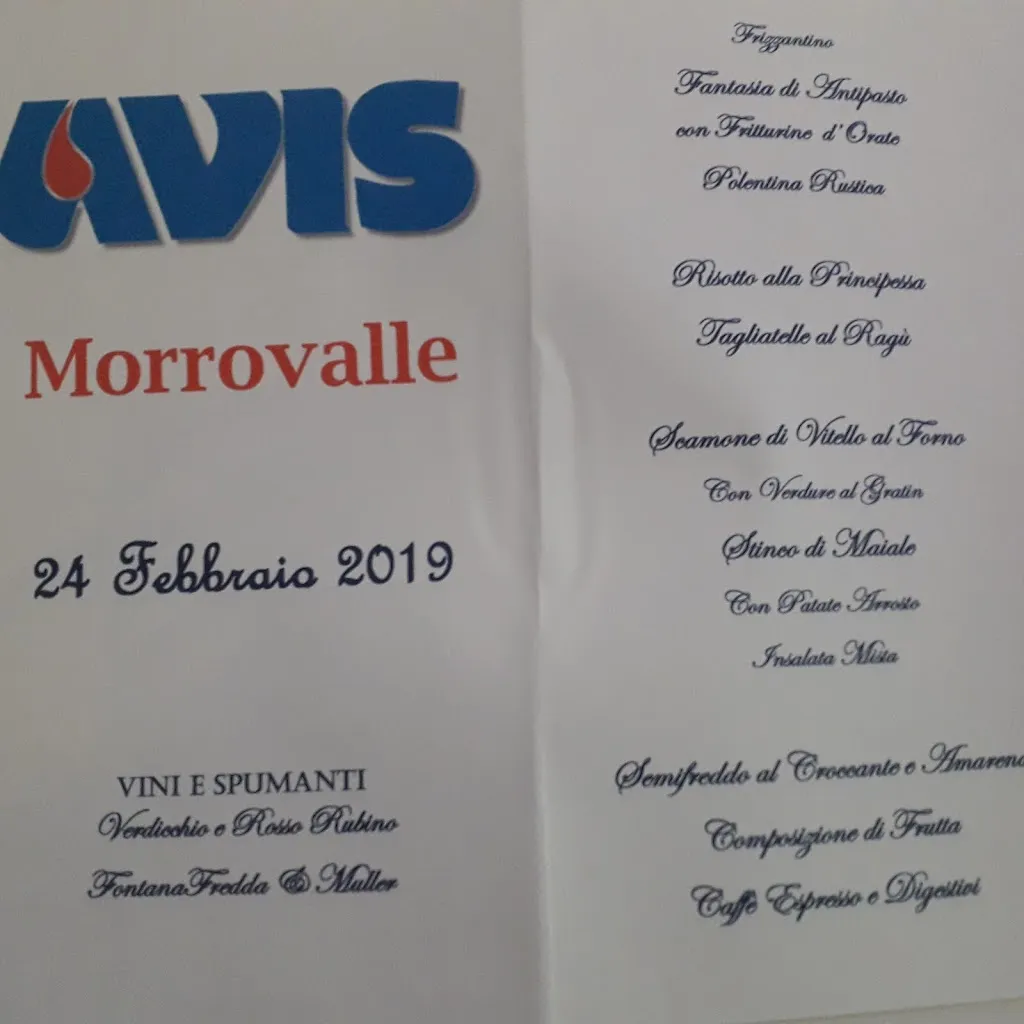 AVIS
Morrovalle
24 Febbraio 2019
VINI E SPUMANTI
Verdicchio e Rosso Rubino
FontanaFredda & Muller
Frizzantino
Fantasia di Antipasto
con Fritturine d'Orate
Polentina Rustica
Risotto alla Principessa
Tagliatelle al Ragù
Scamone di Vitello al Forno
Con Verdure al Gratin
Stinco di Maiale
Con Patate Arrosto
Insalata Mista
Semifreddo al Croccante e Amarena
Composizione di Frutta
Caffè Espresso e Digestivi